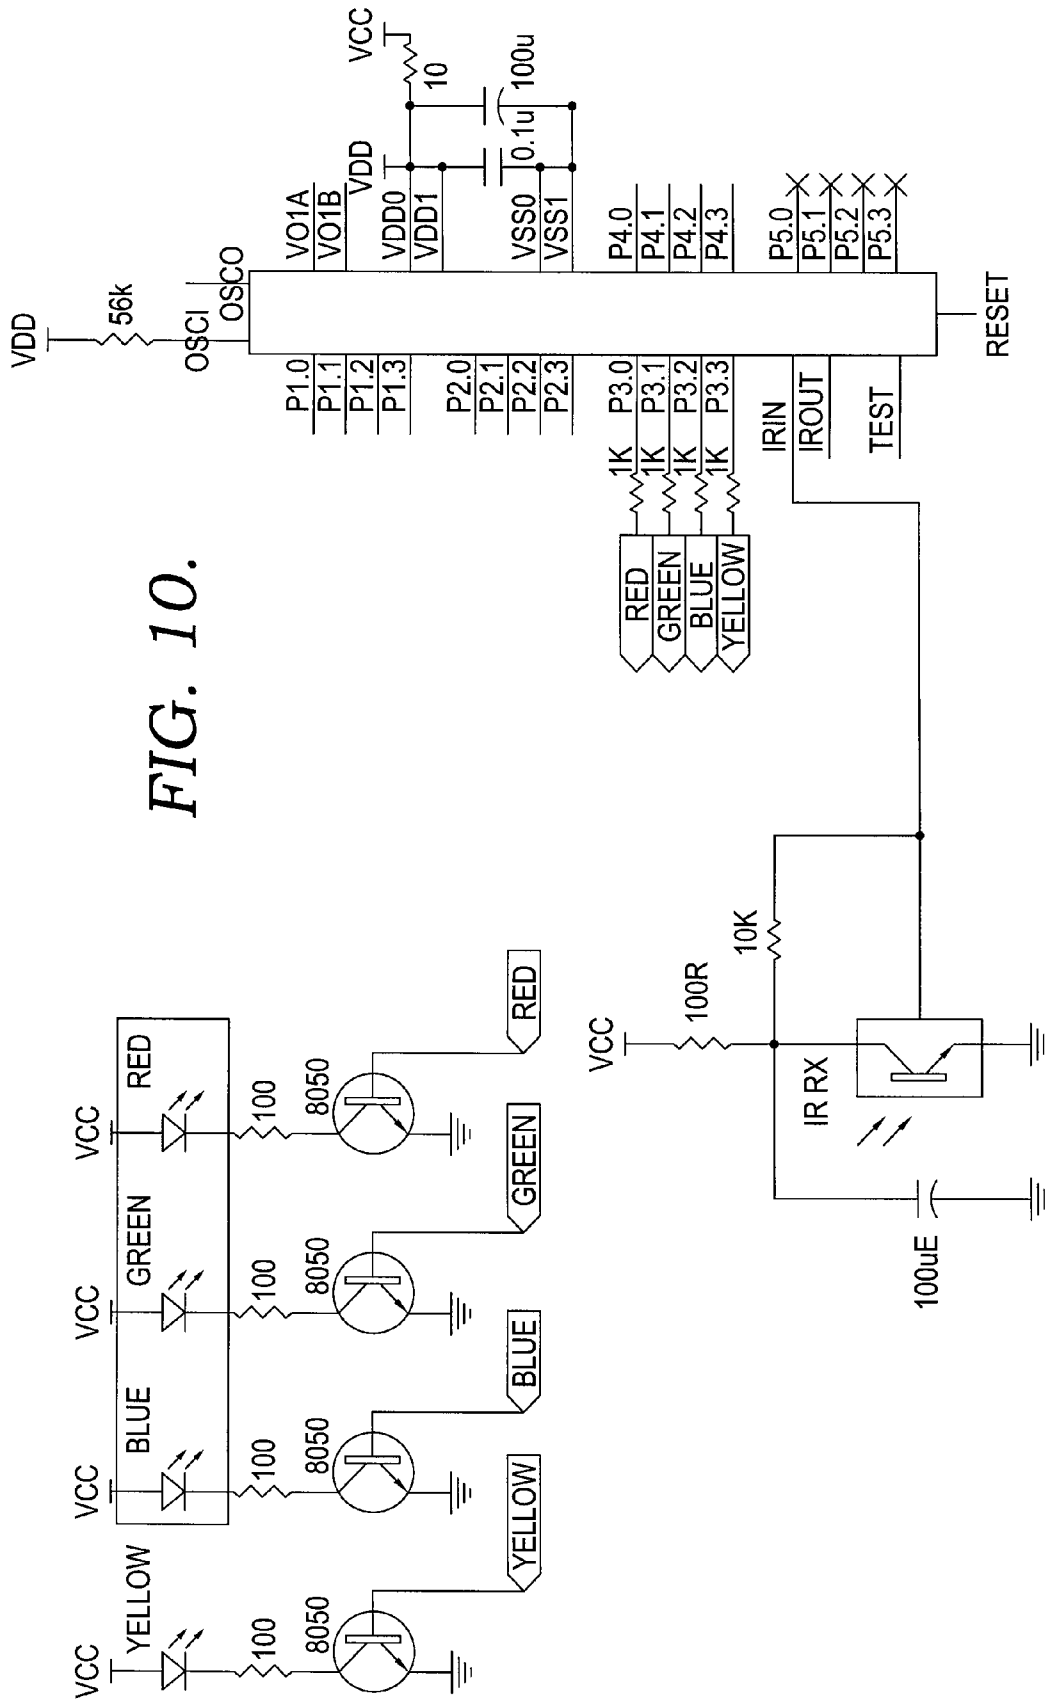 FIG. 10.
VDD
56k
OSCI
OSCO
VCC
10
VDD
100u
0.1u
VO1A
VO1B
VDD0
VDD1
VSS0
VSS1
P4.0
P4.1
P4.2
P4.3
P5.0
P5.1
P5.2
P5.3
P1.0
P1.1
P1.2
P1.3
P2.0
P2.1
P2.2
P2.3
P3.0
P3.1
P3.2
P3.3
1K
1K
1K
1K
RED
GREEN
BLUE
YELLOW
IRIN
IROUT
TEST
RESET
VCC
YELLOW
100
8050
YELLOW
VCC
BLUE
100
8050
BLUE
VCC
GREEN
100
8050
GREEN
VCC
RED
100
8050
RED
VCC
100R
10K
IR RX
100uE